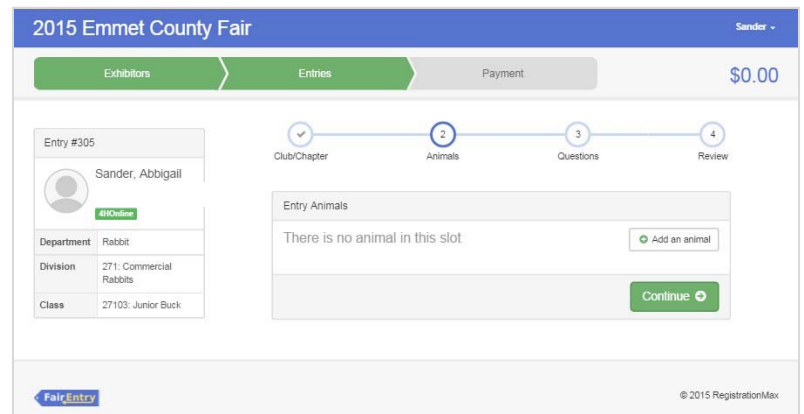 2015 Emmet County Fair
Sander
Exhibitors
Entries
Payment
$0.00
Entry #305
Sander, Abbigail
4HOnline
Department Rabbit
Division 271: Commercial
Rabbits
Class 27103: Junior Buck
2
3
4
Club/Chapter
Animals
Questions
Review
Entry Animals
There is no animal in this slot
Add an animal
Continue
FairEntry
© 2015 RegistrationMax